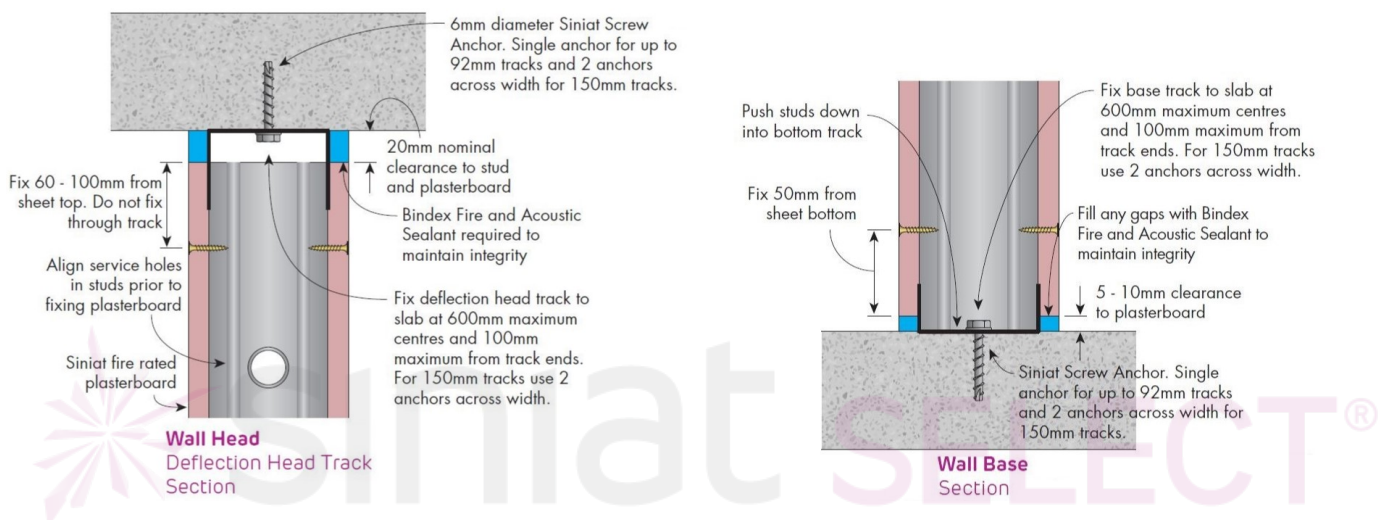 6mm diameter Siniat Screw
Anchor. Single anchor for up to
92mm tracks and 2 anchors
across width for 150mm tracks.
20mm nominal
clearance to stud
and plasterboard
Fix 60 - 100mm from
sheet top. Do not fix
through track
Bindex Fire and Acoustic
Sealant required to
maintain integrity
Align service holes
in studs prior to
fixing plasterboard
Fix deflection head track to
slab at 600mm maximum
centres and 100mm
maximum from track ends.
For 150mm tracks use 2
anchors across width.
Siniat fire rated
plasterboard
Wall Head
Deflection Head Track
Section
Push studs down
into bottom track
Fix base track to slab at
600mm maximum centres
and 100mm maximum from
track ends. For 150mm tracks
use 2 anchors across width.
Fix 50mm from
sheet bottom
Fill any gaps with Bindex
Fire and Acoustic Sealant to
maintain integrity
5 - 10mm clearance
to plasterboard
Siniat Screw Anchor. Single
anchor for up to 92mm tracks
and 2 anchors across width for
150mm tracks.
Wall Base
Section
siniat SELECT®